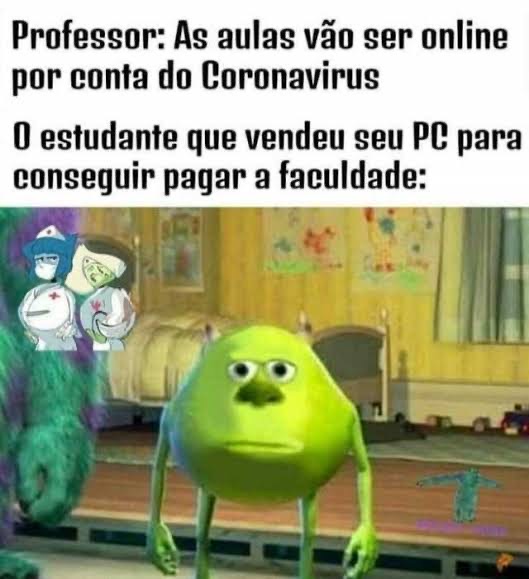 Professor: As aulas vão ser online
por conta do Coronavirus
O estudante que vendeu seu PC para
conseguir pagar a faculdade: